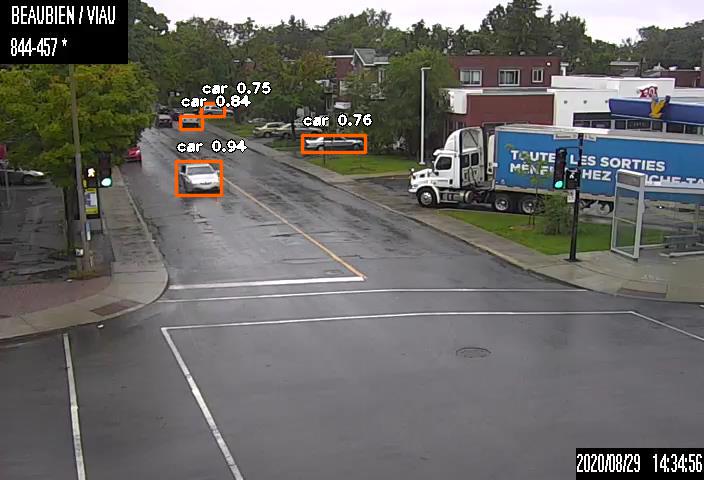 BEAUBIEN / VIAU
844-457 *
car 0.75
car 0.84
car 0.76
car 0.94
TOUTES LES SORTIES
2020/08/29 14:34:56